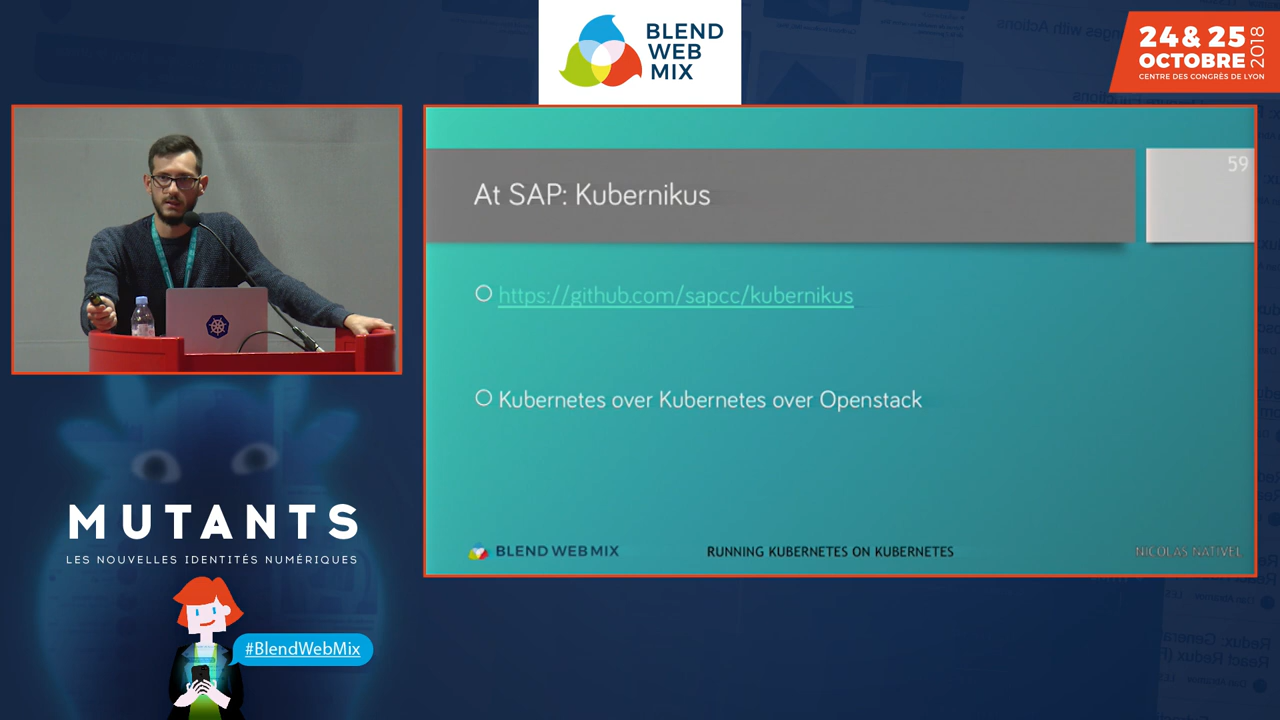 BLEND
WEB
MIX
24 & 25
OCTOBRE
2018
CENTRE DES CONGRÈS DE LYON
59
At SAP: Kubernikus
https://github.com/sapcc/kubernikus
Kubernetes over Kubernetes over Openstack
BLEND WEB MIX
RUNNING KUBERNETES ON KUBERNETES
NICOLAS NATIVEL
MUTANTS
LES NOUVELLES IDENTITÉS NUMÉRIQUES
#BlendWebMix